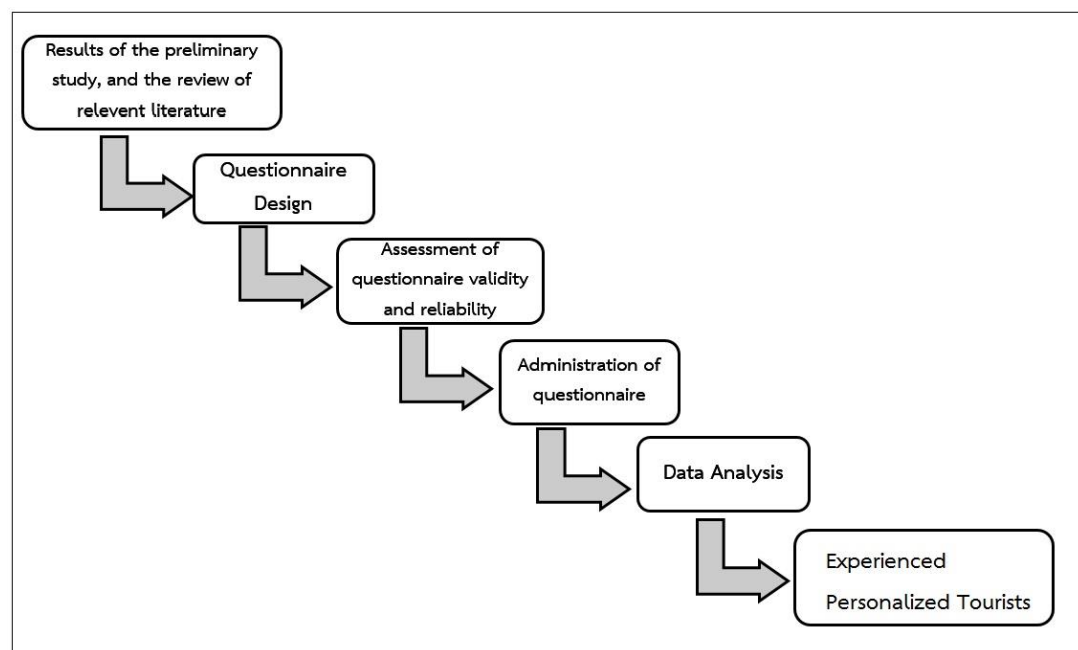 Results of the preliminary
study, and the review of
relevent literature
Questionnaire
Design
Assessment of
questionnaire validity
and reliability
Administration of
questionnaire
Data Analysis
Experienced
Personalized Tourists